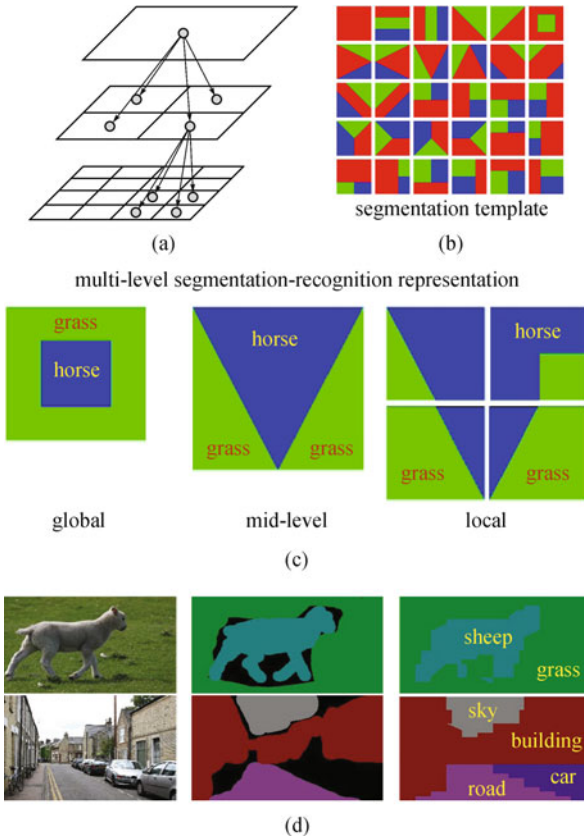 segmentation template
(a)
(b)
multi-level segmentation-recognition representation
grass
horse
horse
grass
grass
horse
grass
grass
global
mid-level
local
(c)
sheep
grass
sky
building
car
road
(d)